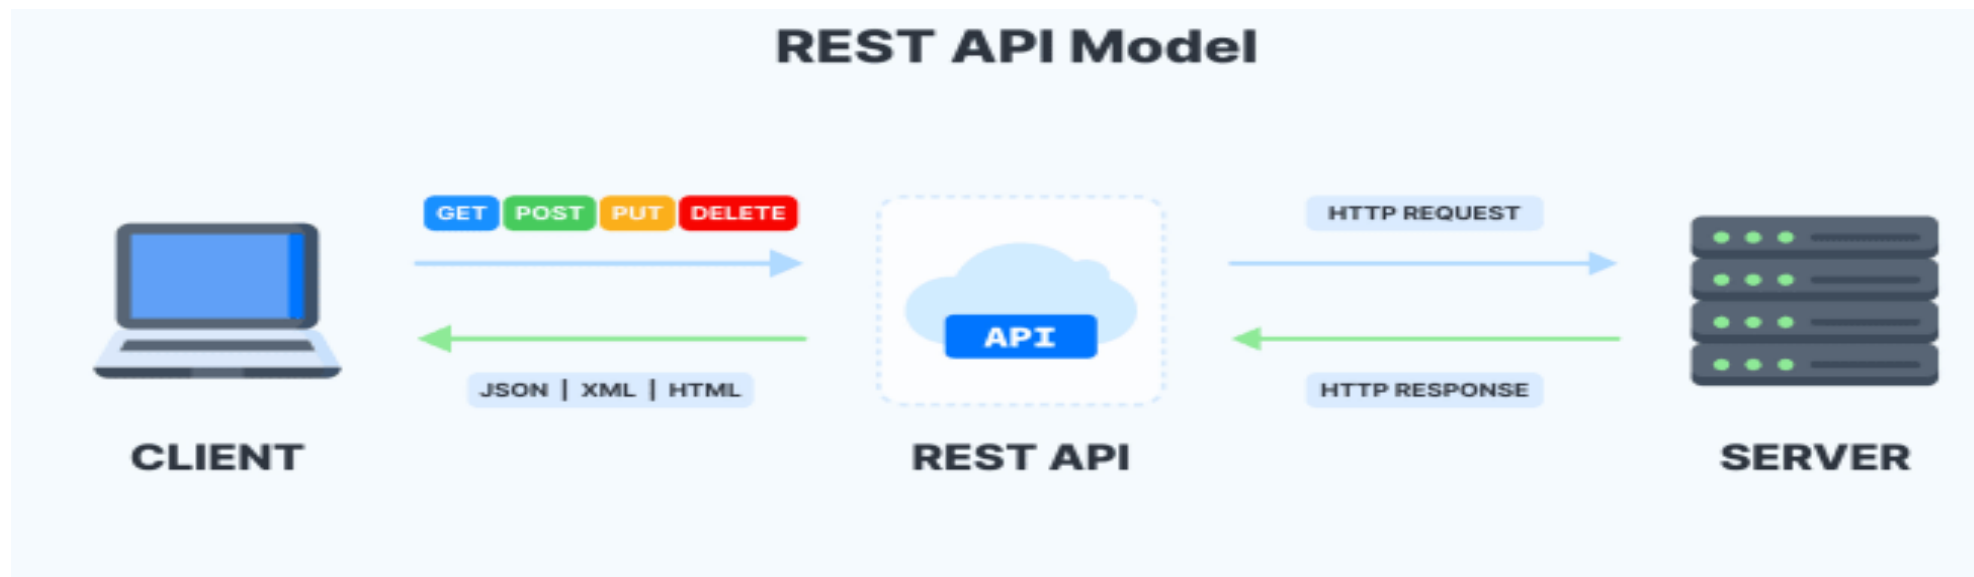 REST API Model
GET POST PUT DELETE
HTTP REQUEST
API
JSON | XML | HTML
HTTP RESPONSE
CLIENT
REST API
SERVER